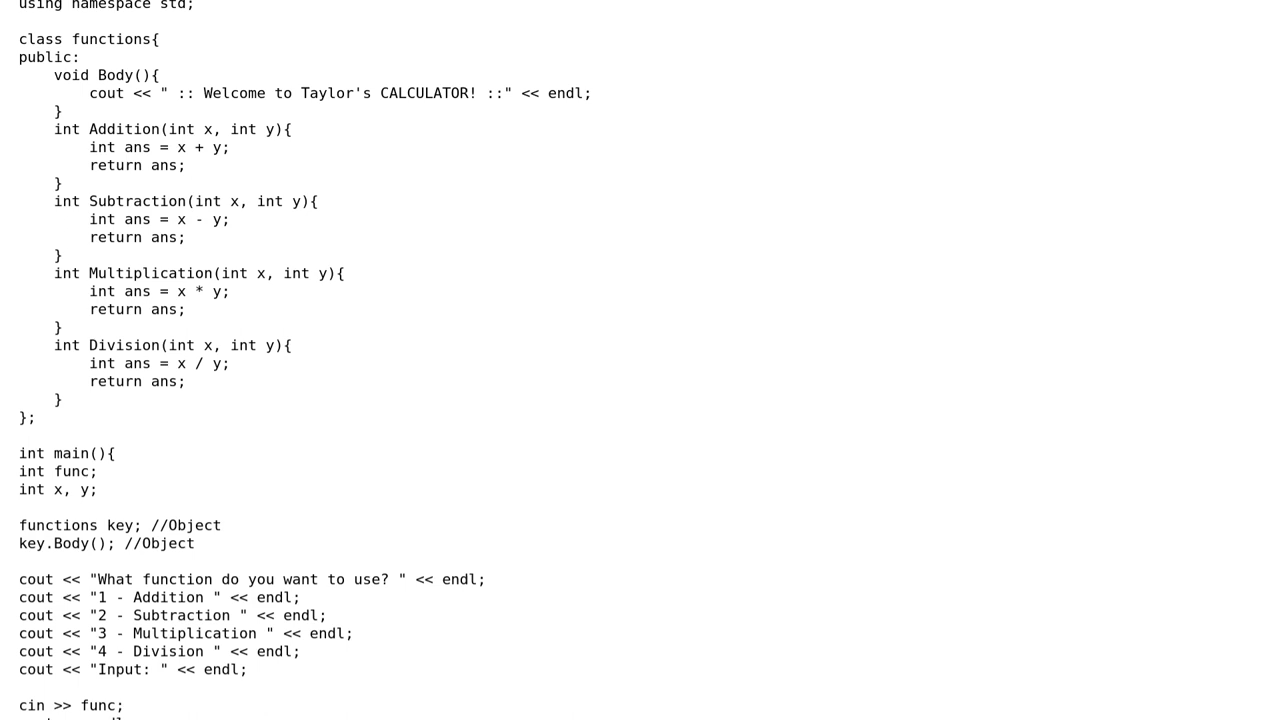 using namespace std;

class functions{
public:
    void Body(){
        cout << " :: Welcome to Taylor's CALCULATOR! ::" << endl;
    }
    int Addition(int x, int y){
        int ans = x + y;
        return ans;
    }
    int Subtraction(int x, int y){
        int ans = x - y;
        return ans;
    }
    int Multiplication(int x, int y){
        int ans = x * y;
        return ans;
    }
    int Division(int x, int y){
        int ans = x / y;
        return ans;
    }
};

int main(){
int func;
int x, y;

functions key; //Object
key.Body(); //Object

cout << "What function do you want to use? " << endl;
cout << "1 - Addition " << endl;
cout << "2 - Subtraction " << endl;
cout << "3 - Multiplication " << endl;
cout << "4 - Division " << endl;
cout << "Input: " << endl;

cin >> func;